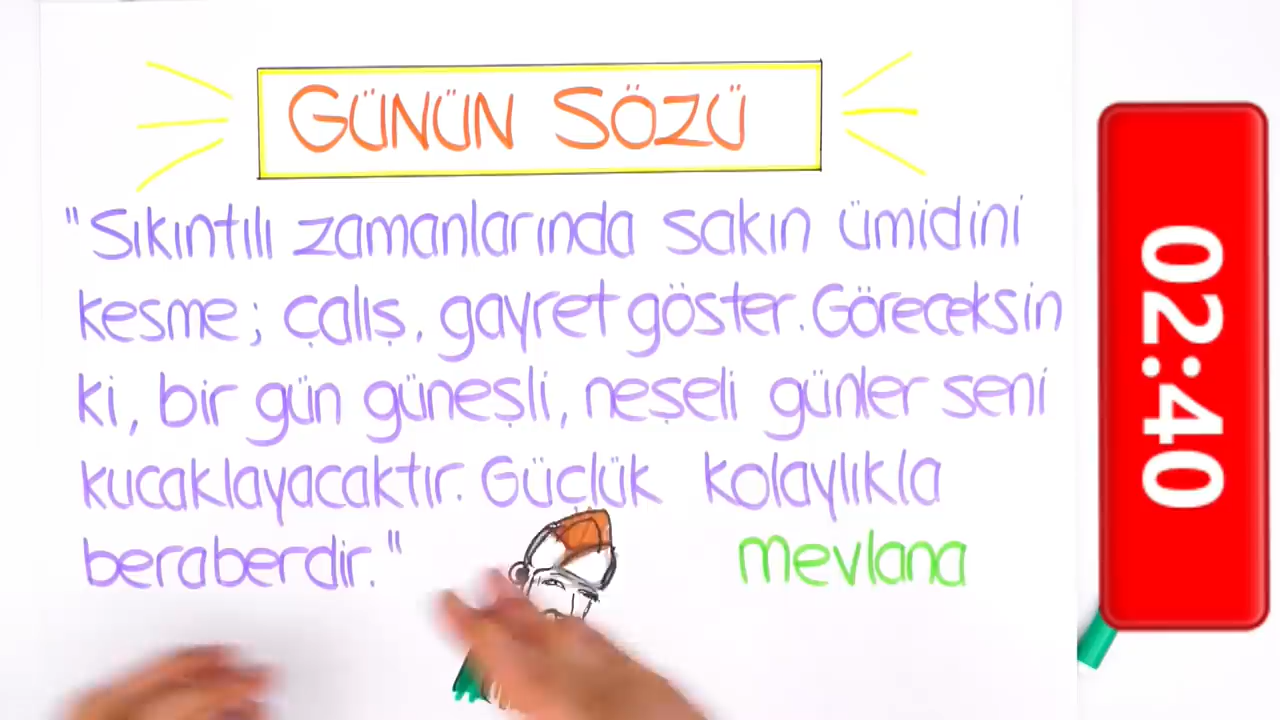 GÜNÜN SÖZÜ
"Sıkıntılı zamanlarında sakın ümidini
kesme; çalış, gayret göster. Göreceksin
ki, bir gün güneşli, neşeli günler seni
kucaklayacaktır. Güçlük kolaylıkla
beraberdir."
mevlana
02:40